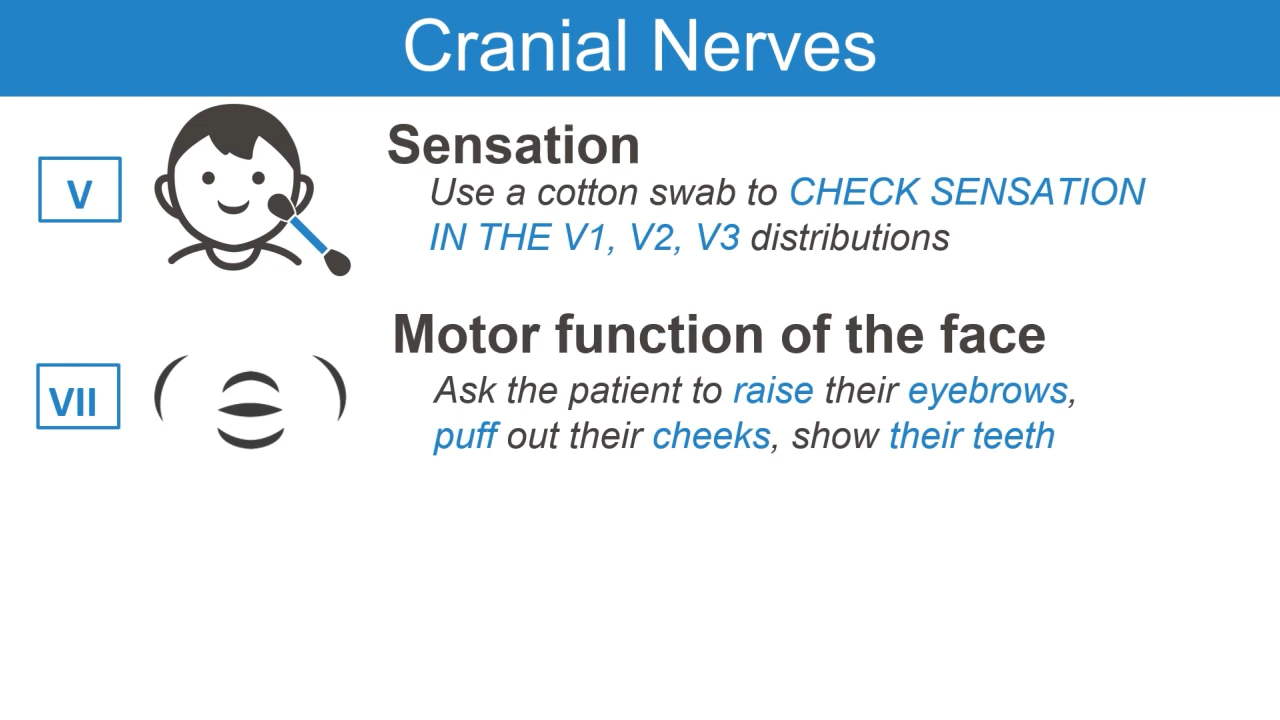 Cranial Nerves
V
Sensation
Use a cotton swab to CHECK SENSATION
IN THE V1, V2, V3 distributions
VII
Motor function of the face
Ask the patient to raise their eyebrows,
puff out their cheeks, show their teeth